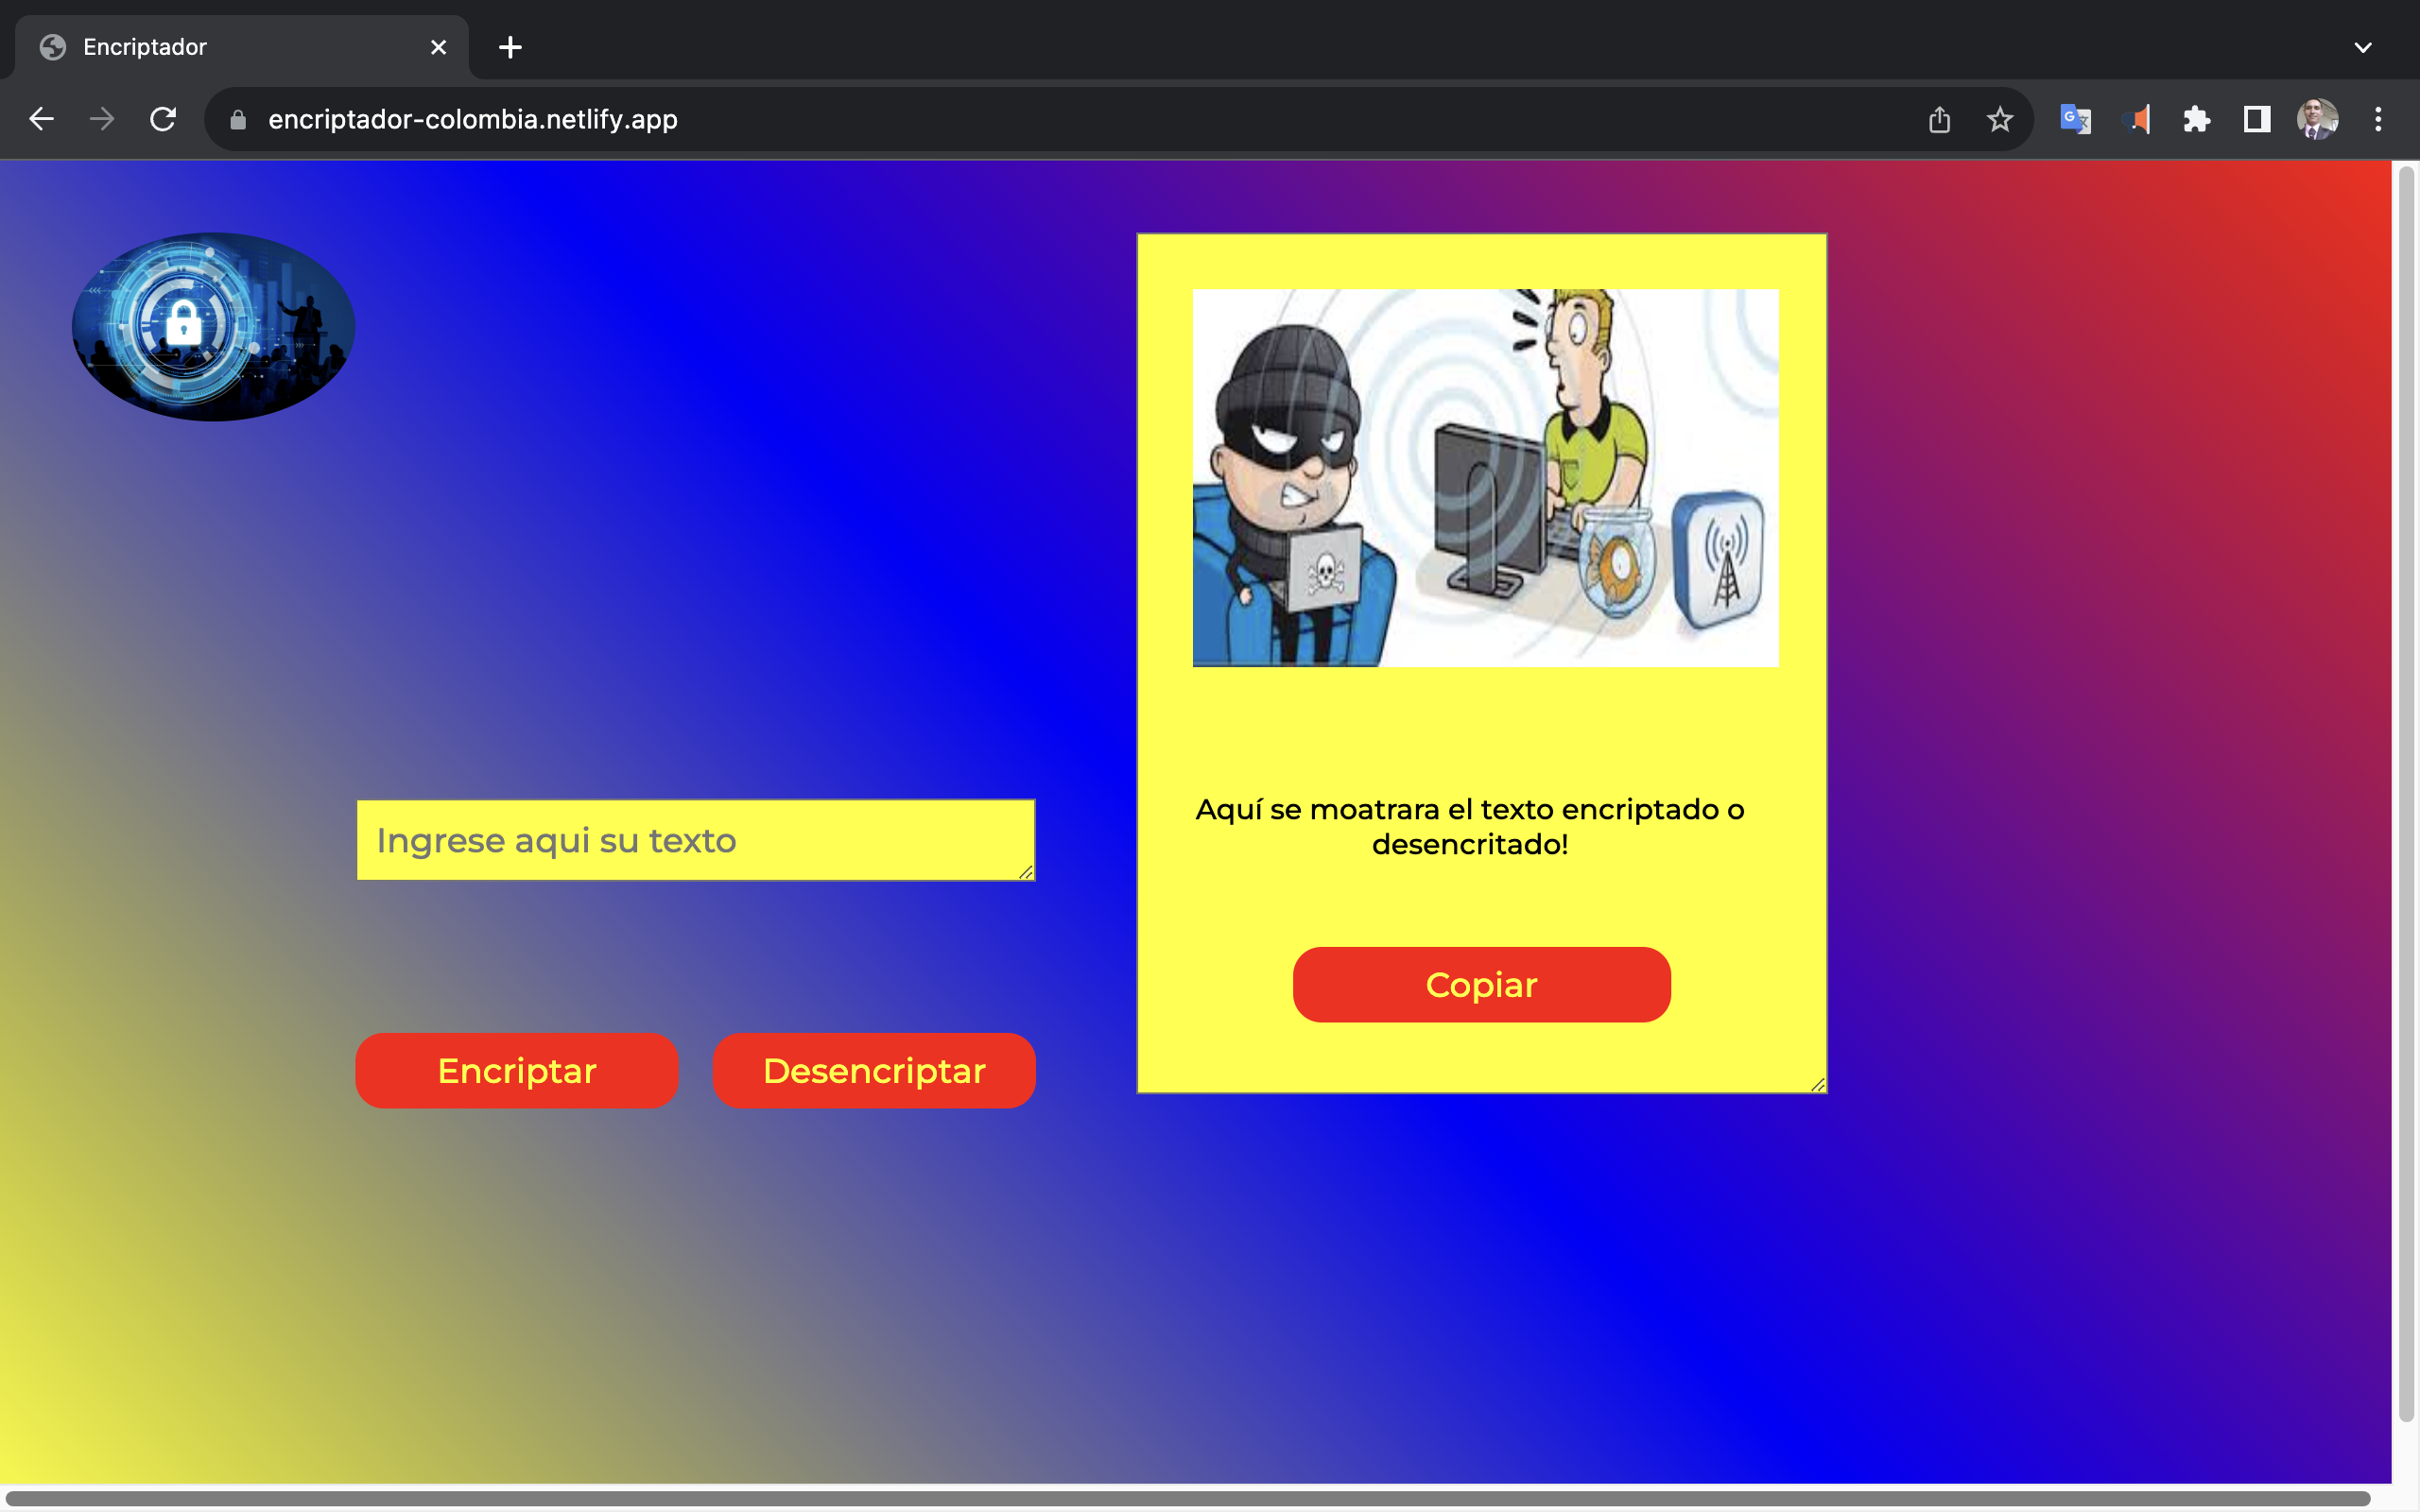 Encriptador
encriptador-colombia.netlify.app
Ingrese aqui su texto
Encriptar
Desencriptar
Aquí se moatrara el texto encriptado o
desencritado!
Copiar